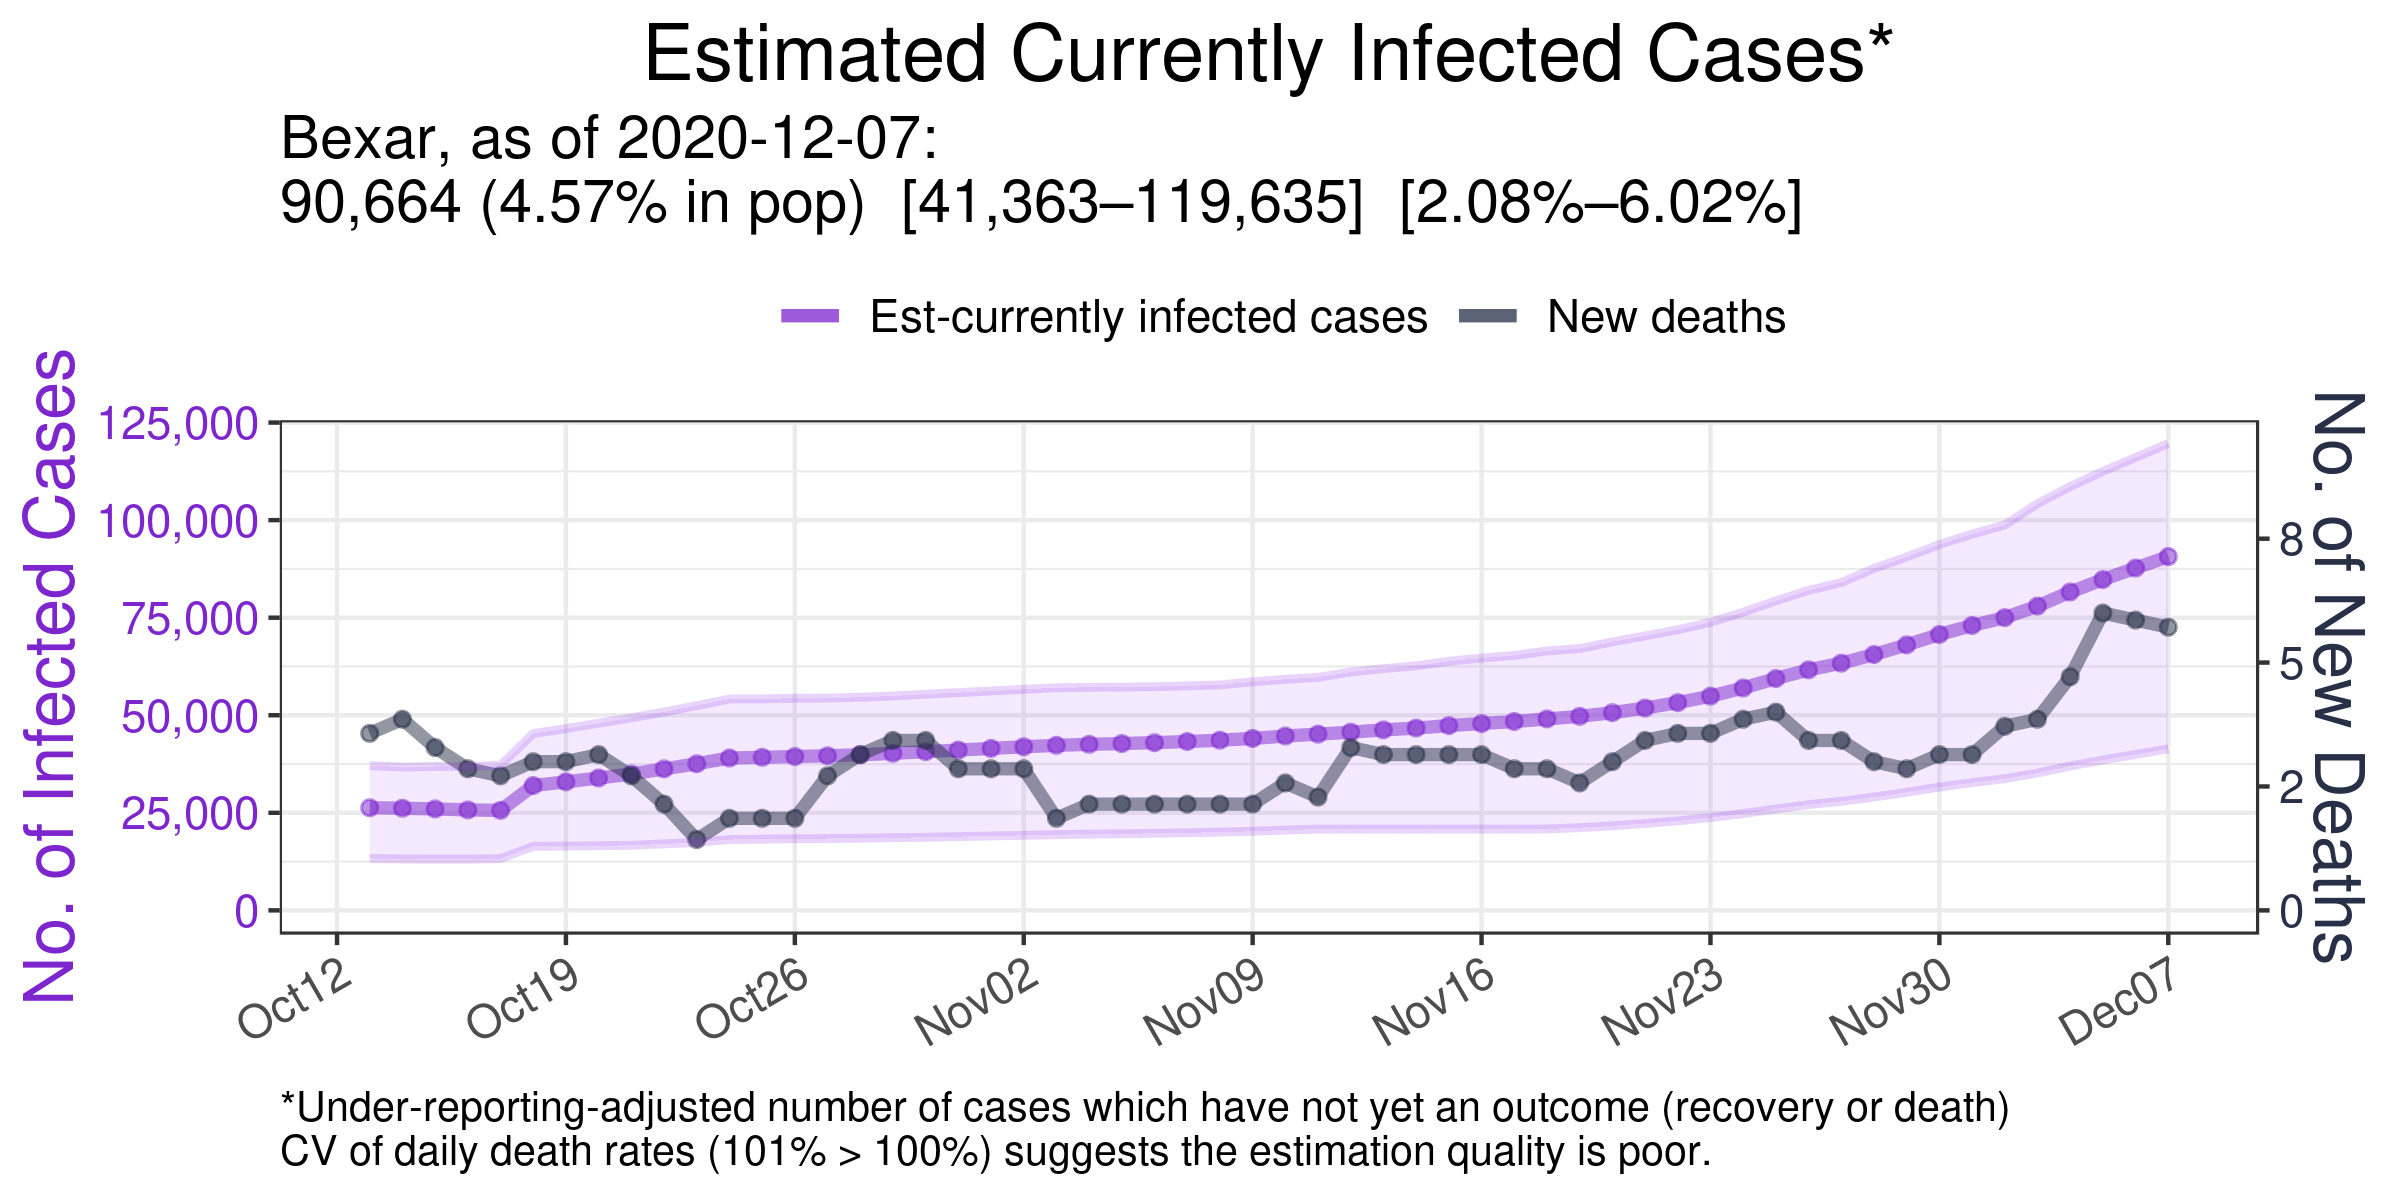 Estimated Currently Infected Cases*
Bexar, as of 2020-12-07:
90,664 (4.57% in pop) [41,363–119,635] [2.08%–6.02%]
Est-currently infected cases
New deaths
No. of Infected Cases
125,000
100,000
75,000
50,000
25,000
0
No. of New Deaths
8
5
2
0
Oct12
Oct19
Oct26
Nov02
Nov09
Nov16
Nov23
Nov30
Dec07
*Under-reporting-adjusted number of cases which have not yet an outcome (recovery or death)
CV of daily death rates (101% > 100%) suggests the estimation quality is poor.